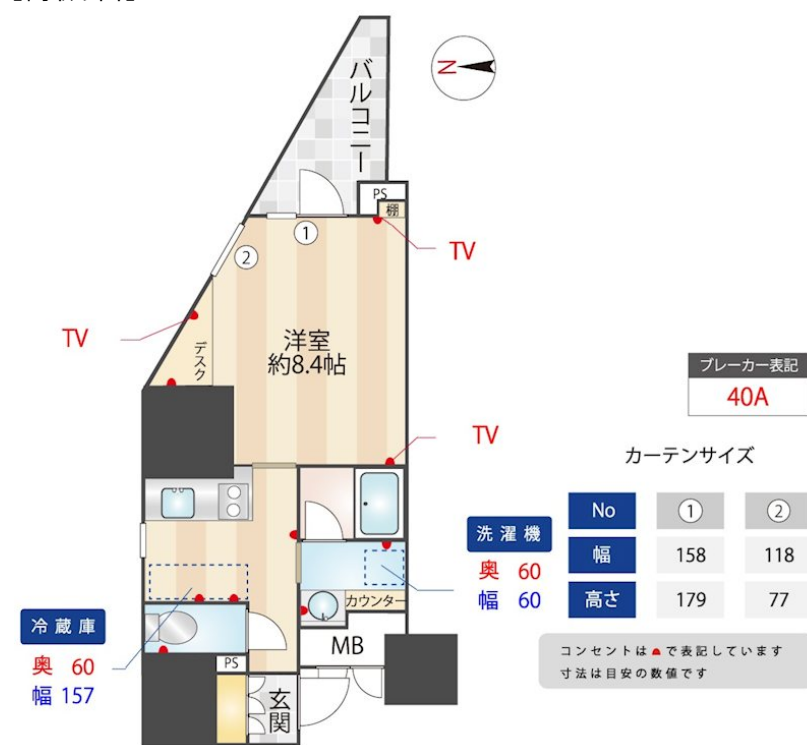 バルコニー
N
PS
棚
①
②
TV
TV
デスク
洋室
約8.4帖
TV
ブレーカー表記
40A
カーテンサイズ
No ① ②
幅 158 118
高さ 179 77
洗濯機
奥 60
幅 60
カウンター
冷蔵庫
奥 60
幅 157
MB
PS
玄関
コンセントは で表記しています
寸法は目安の数値です